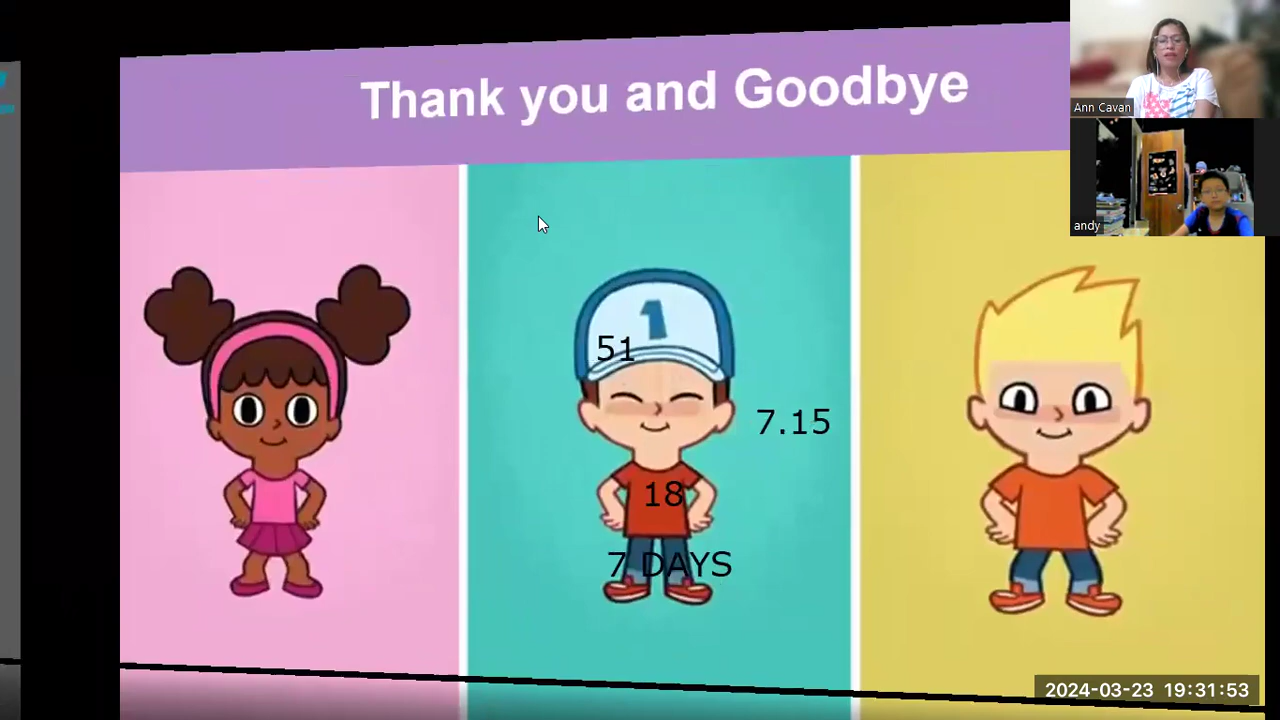 Thank you and Goodbye
Ann Cavan
andy
1
51
7.15
18
7 DAYS
2024-03-23 19:31:53